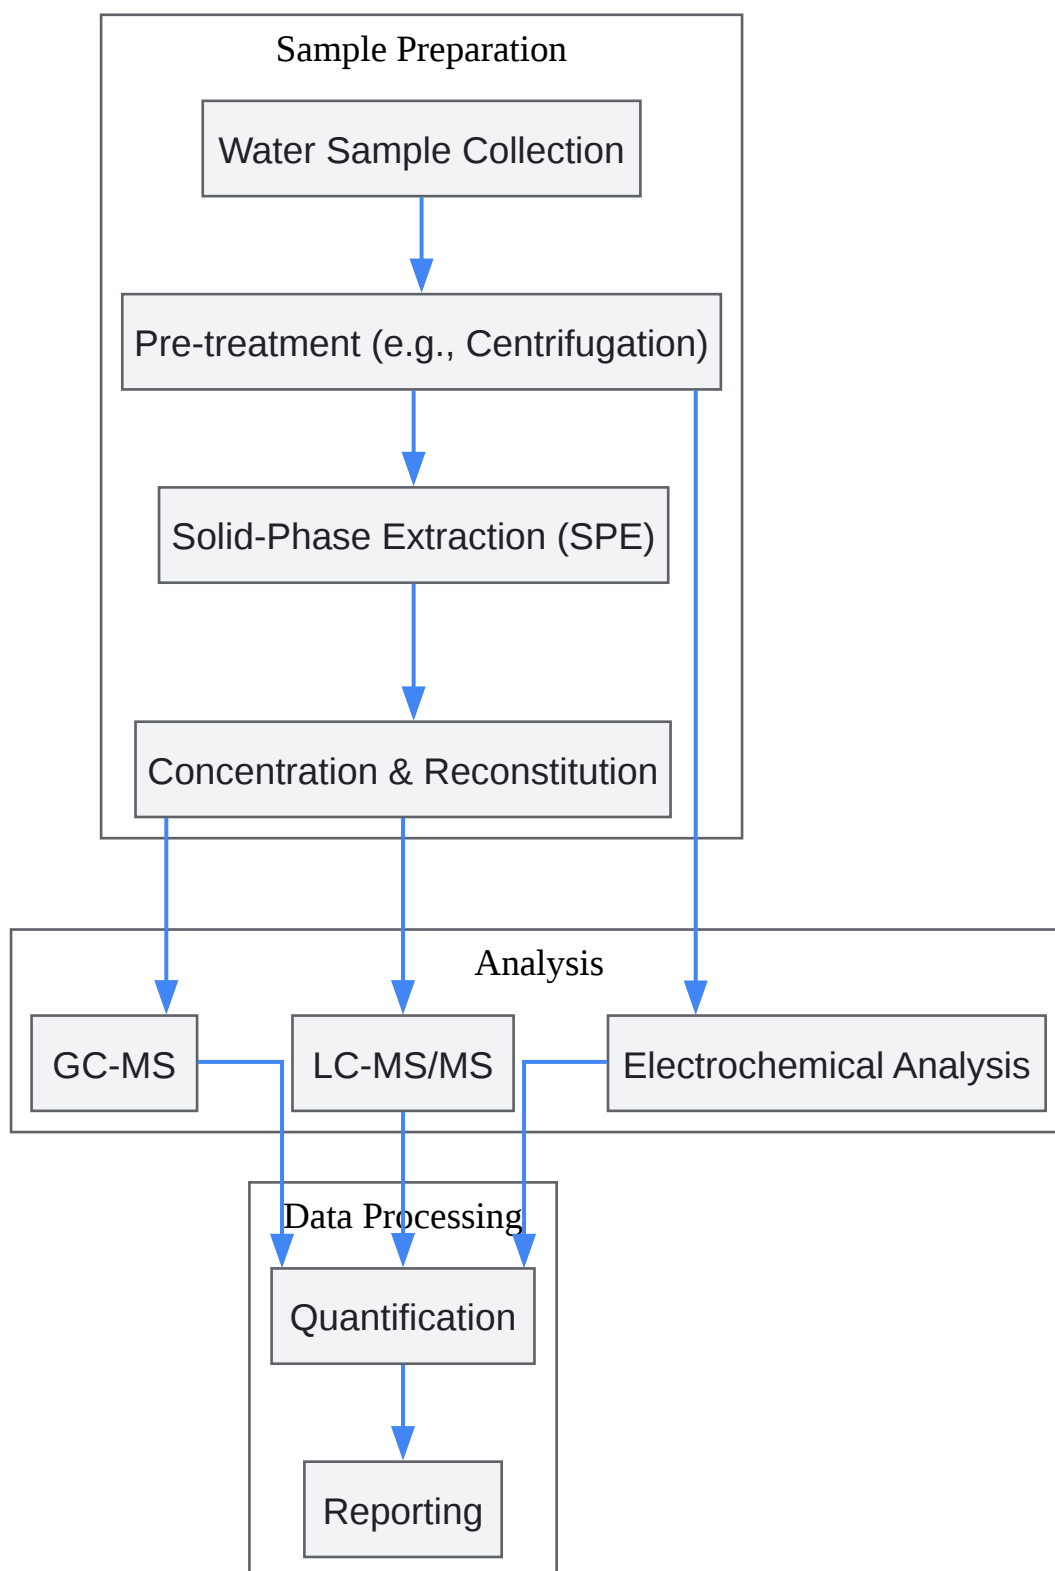 Sample Preparation
Water Sample Collection
Pre-treatment (e.g., Centrifugation)
Solid-Phase Extraction (SPE)
Concentration & Reconstitution
Analysis
GC-MS
LC-MS/MS
Electrochemical Analysis
Data Processing
Quantification
Reporting